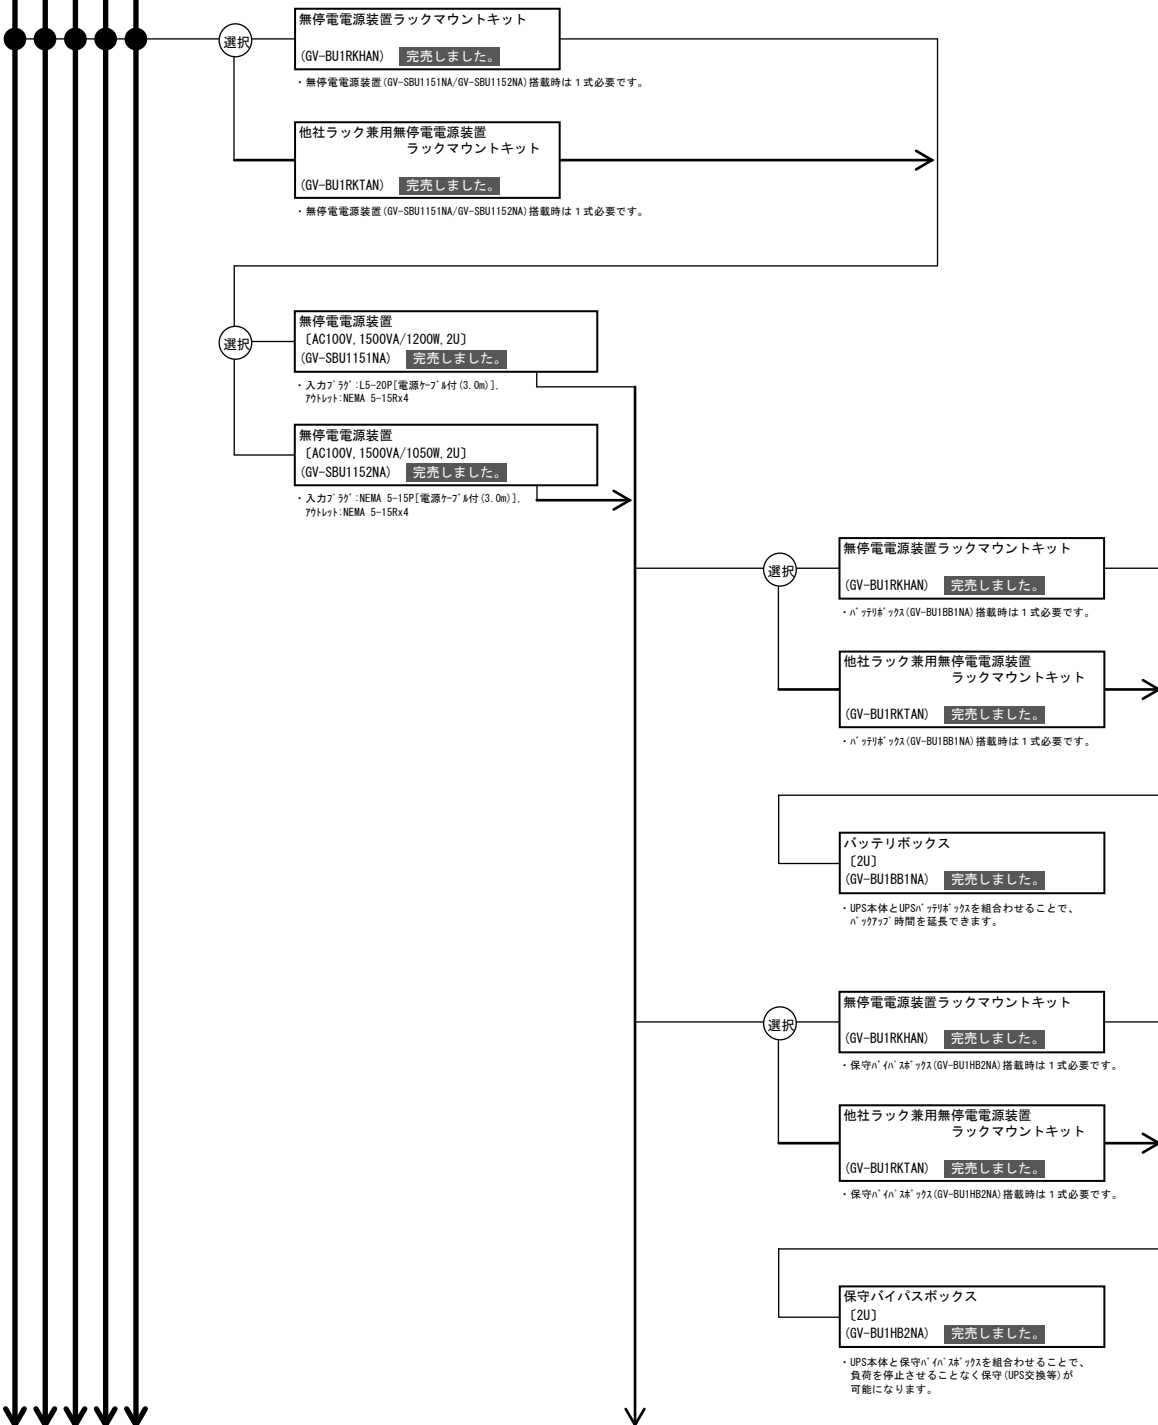 選択
無停電電源装置ラックマウントキット
(GV-BU1RKHAN) 完売しました。
・無停電電源装置(GV-SBU1151NA/GV-SBU1152NA)搭載時は１式必要です。
他社ラック兼用無停電電源装置
ラックマウントキット
(GV-BU1RKTAN) 完売しました。
・無停電電源装置(GV-SBU1151NA/GV-SBU1152NA)搭載時は１式必要です。
選択
無停電電源装置
〔AC100V,1500VA/1200W,2U〕
(GV-SBU1151NA) 完売しました。
・入力ﾌﾟﾗｸﾞ:L5-20P[電源ｹｰﾌﾞﾙ付(3.0m)],
ｱｳﾄﾚｯﾄ:NEMA 5-15Rx4
無停電電源装置
〔AC100V,1500VA/1050W,2U〕
(GV-SBU1152NA) 完売しました。
・入力ﾌﾟﾗｸﾞ:NEMA 5-15P[電源ｹｰﾌﾞﾙ付(3.0m)],
ｱｳﾄﾚｯﾄ:NEMA 5-15Rx4
選択
無停電電源装置ラックマウントキット
(GV-BU1RKHAN) 完売しました。
・ﾊﾞｯﾃﾘﾎﾞｯｸｽ(GV-BU1BB1NA)搭載時は１式必要です。
他社ラック兼用無停電電源装置
ラックマウントキット
(GV-BU1RKTAN) 完売しました。
・ﾊﾞｯﾃﾘﾎﾞｯｸｽ(GV-BU1BB1NA)搭載時は１式必要です。
バッテリボックス
〔2U〕
(GV-BU1BB1NA) 完売しました。
・UPS本体とUPSﾊﾞｯﾃﾘﾎﾞｯｸｽを組合わせることで、
ﾊﾞｯｸｱｯﾌﾟ時間を延長できます。
選択
無停電電源装置ラックマウントキット
(GV-BU1RKHAN) 完売しました。
・保守ﾊﾞｲﾊﾟｽﾎﾞｯｸｽ(GV-BU1HB2NA)搭載時は１式必要です。
他社ラック兼用無停電電源装置
ラックマウントキット
(GV-BU1RKTAN) 完売しました。
・保守ﾊﾞｲﾊﾟｽﾎﾞｯｸｽ(GV-BU1HB2NA)搭載時は１式必要です。
保守バイパスボックス
〔2U〕
(GV-BU1HB2NA) 完売しました。
・UPS本体と保守ﾊﾞｲﾊﾟｽﾎﾞｯｸｽを組合わせることで、
負荷を停止させることなく保守(UPS交換等)が
可能になります。